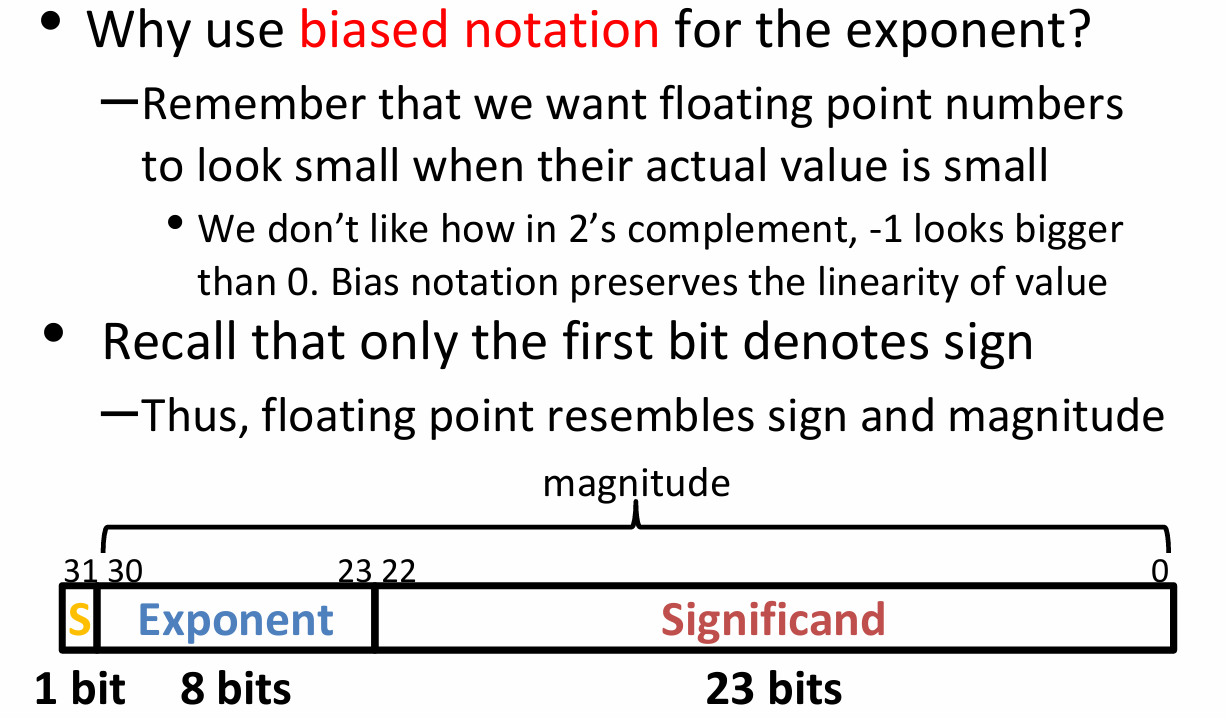 • Why use biased notation for the exponent?
–Remember that we want floating point numbers
to look small when their actual value is small
• We don’t like how in 2’s complement, -1 looks bigger
than 0. Bias notation preserves the linearity of value
• Recall that only the first bit denotes sign
–Thus, floating point resembles sign and magnitude
magnitude
31 30 23 22 0
S Exponent Significand
1 bit 8 bits 23 bits